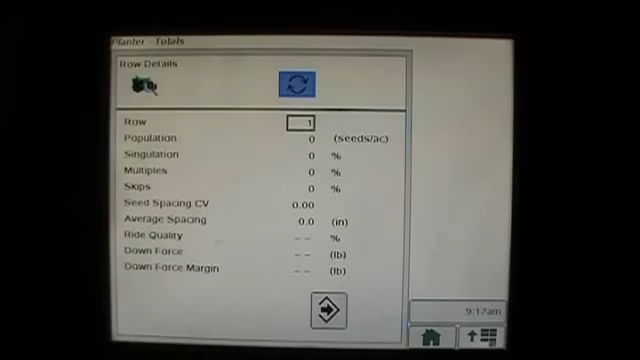 Planter - Totals
Row Details
Row 1
Population 0 (seeds/ac)
Singulation 0 %
Multiples 0 %
Skips 0 %
Seed Spacing CV 0.00
Average Spacing 0.0 (in)
Ride Quality - - %
Down Force - - (lb)
Down Force Margin - - (lb)
9:17am